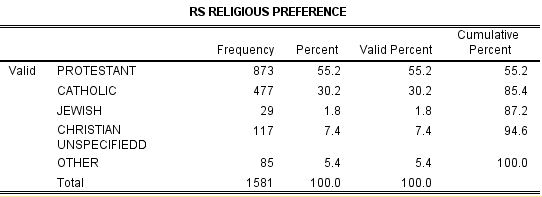 RS RELIGIOUS PREFERENCE
Frequency Percent Valid Percent Cumulative Percent
Valid PROTESTANT 873 55.2 55.2 55.2
CATHOLIC 477 30.2 30.2 85.4
JEWISH 29 1.8 1.8 87.2
CHRISTIAN UNSPECIFIEDD 117 7.4 7.4 94.6
OTHER 85 5.4 5.4 100.0
Total 1581 100.0 100.0